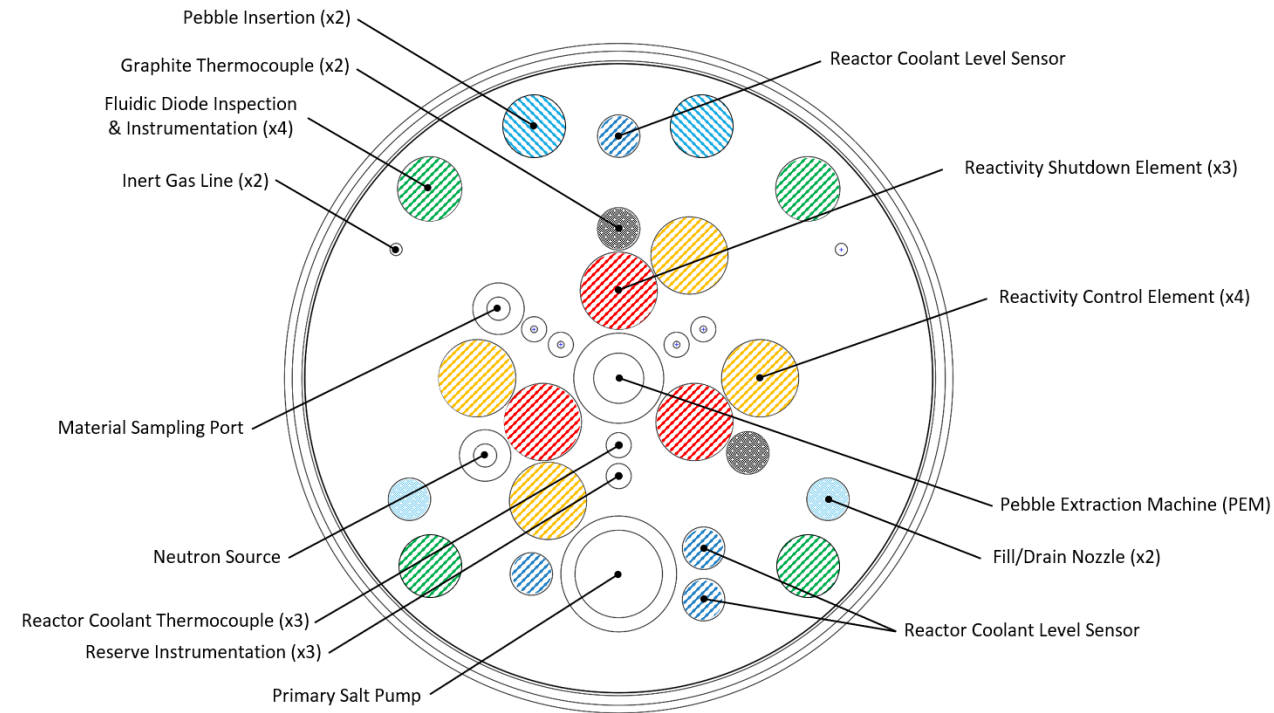 Pebble Insertion (x2)
Graphite Thermocouple (x2)
Fluidic Diode Inspection
& Instrumentation (x4)
Inert Gas Line (x2)
Material Sampling Port
Neutron Source
Reactor Coolant Thermocouple (x3)
Reserve Instrumentation (x3)
Primary Salt Pump
Reactor Coolant Level Sensor
Reactivity Shutdown Element (x3)
Reactivity Control Element (x4)
Pebble Extraction Machine (PEM)
Fill/Drain Nozzle (x2)
Reactor Coolant Level Sensor